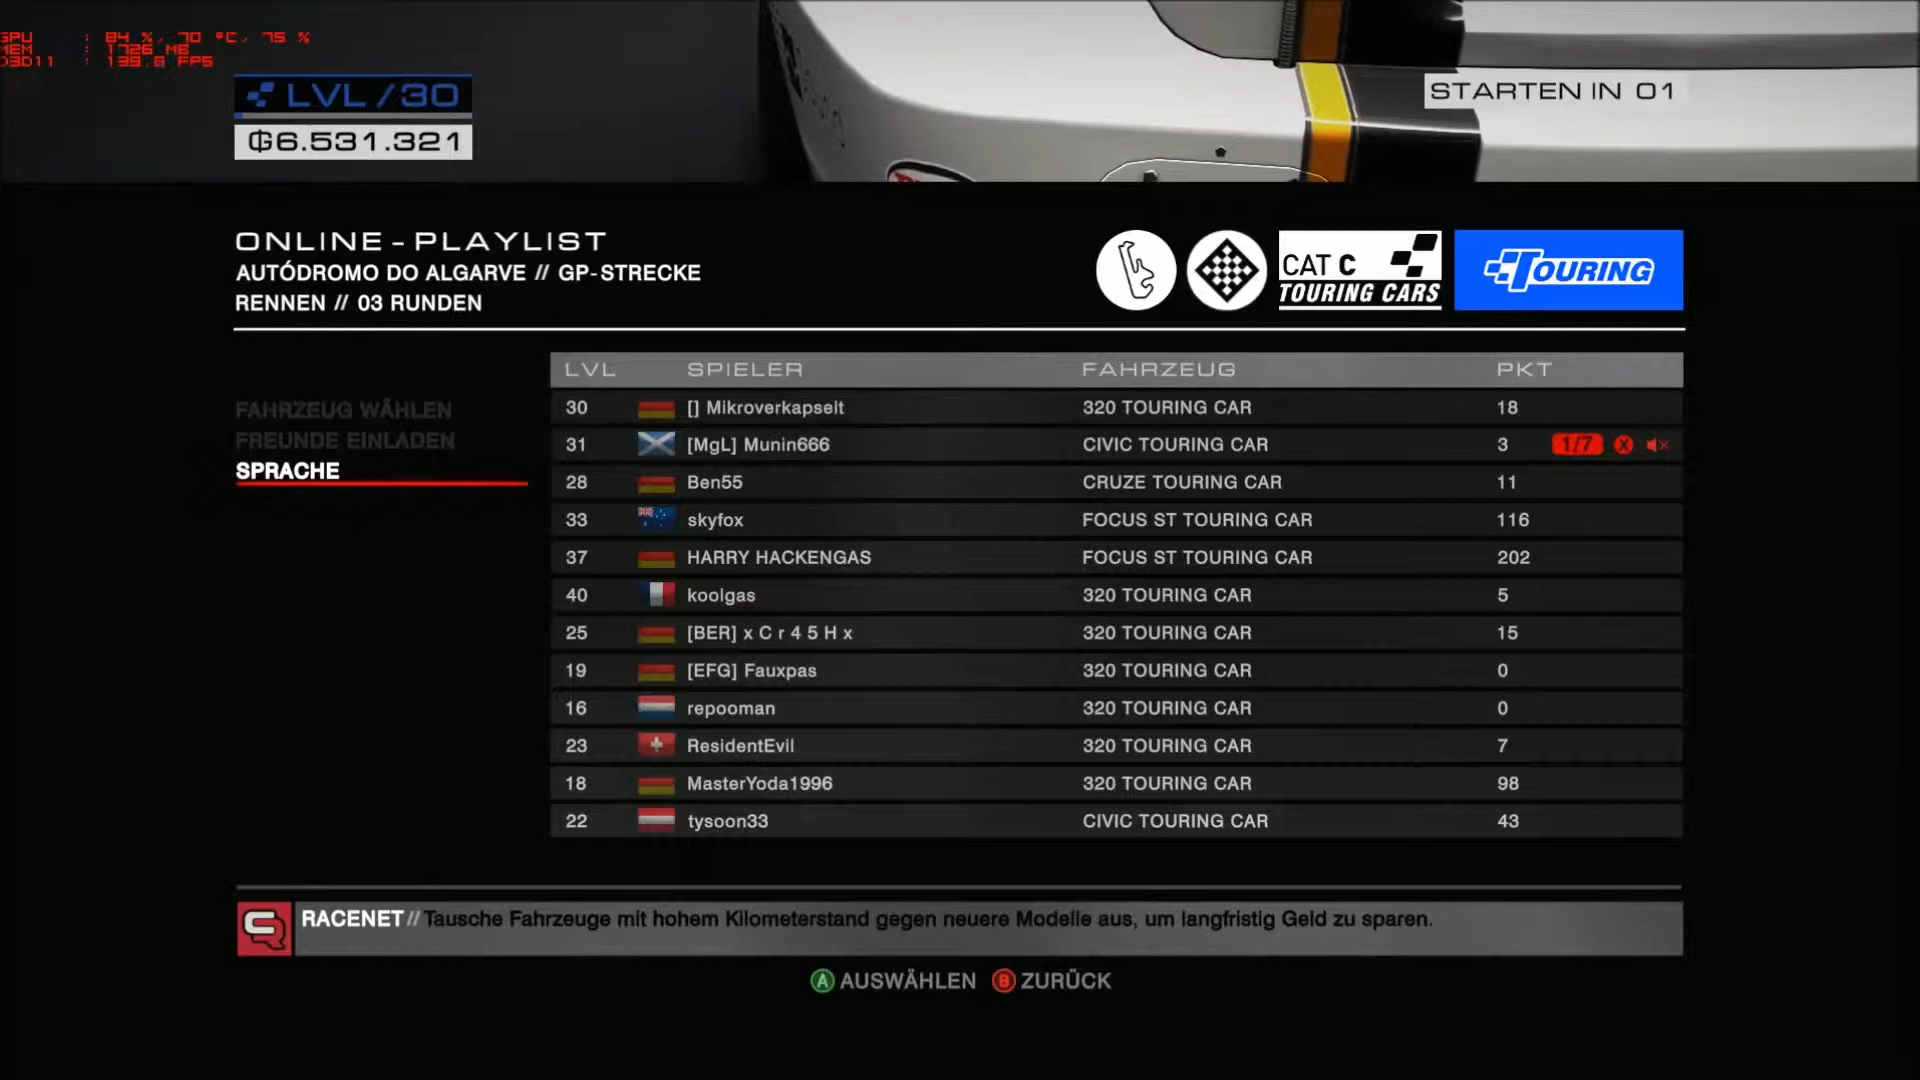 GPU : 84 %, 70 °C, 75 %
MEM : 1726 MB
D3D11 : 139.8 FPS
LVL/30
6.531.321
STARTEN IN 01
ONLINE-PLAYLIST
AUTÓDROMO DO ALGARVE // GP-STRECKE
RENNEN // 03 RUNDEN
CAT C
TOURING CARS
TOURING
FAHRZEUG WÄHLEN
FREUNDE EINLADEN
SPRACHE
LVL SPIELER FAHRZEUG PKT
30 [] Mikroverkapselt 320 TOURING CAR 18
31 [MgL] Munin666 CIVIC TOURING CAR 3 1/7 X
28 Ben55 CRUZE TOURING CAR 11
33 skyfox FOCUS ST TOURING CAR 116
37 HARRY HACKENGAS FOCUS ST TOURING CAR 202
40 koolgas 320 TOURING CAR 5
25 [BER] x C r 4 5 H x 320 TOURING CAR 15
19 [EFG] Fauxpas 320 TOURING CAR 0
16 repooman 320 TOURING CAR 0
23 ResidentEvil 320 TOURING CAR 7
18 MasterYoda1996 320 TOURING CAR 98
22 tysoon33 CIVIC TOURING CAR 43
RACENET // Tausche Fahrzeuge mit hohem Kilometerstand gegen neuere Modelle aus, um langfristig Geld zu sparen.
A AUSWÄHLEN B ZURÜCK